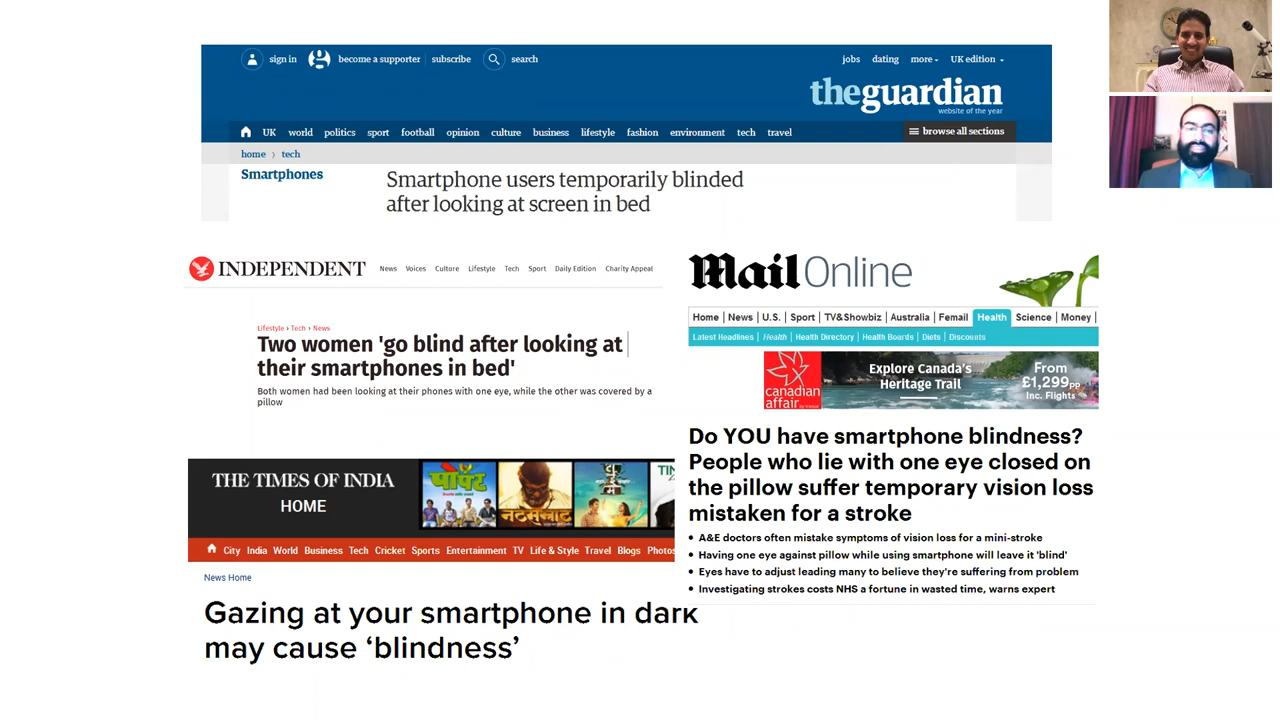 sign in become a supporter subscribe search jobs dating more UK edition
theguardian
website of the year
UK world politics sport football opinion culture business lifestyle fashion environment tech travel browse all sections
home › tech
Smartphones
Smartphone users temporarily blinded
after looking at screen in bed
INDEPENDENT News Voices Culture Lifestyle Tech Sport Daily Edition Charity Appeal
Lifestyle › Tech › News
Two women 'go blind after looking at
their smartphones in bed'
Both women had been looking at their phones with one eye, while the other was covered by a
pillow
Mail Online
Home | News | U.S. | Sport | TV&Showbiz | Australia | Femail | Health | Science | Money |
Latest Headlines | Health | Health Directory | Health Boards | Diets | Discounts
canadian
affair
Explore Canada's
Heritage Trail
From
£1,299pp
Inc. Flights
Do YOU have smartphone blindness?
People who lie with one eye closed on
the pillow suffer temporary vision loss
mistaken for a stroke
• A&E doctors often mistake symptoms of vision loss for a mini-stroke
• Having one eye against pillow while using smartphone will leave it 'blind'
• Eyes have to adjust leading many to believe they're suffering from problem
• Investigating strokes costs NHS a fortune in wasted time, warns expert
THE TIMES OF INDIA
HOME
पोपट
नटसम्राट
City India World Business Tech Cricket Sports Entertainment TV Life & Style Travel Blogs Photos
News Home
Gazing at your smartphone in dark
may cause ‘blindness’